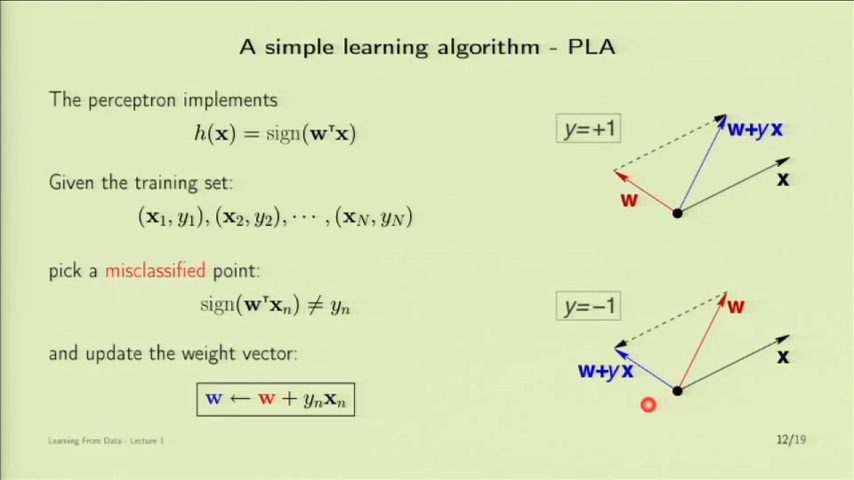 A simple learning algorithm - PLA
The perceptron implements
h(x) = sign(wᵀx)
Given the training set:
(x₁, y₁), (x₂, y₂), ⋯ , (x_N, y_N)
pick a misclassified point:
sign(wᵀxₙ) ≠ yₙ
and update the weight vector:
w ← w + yₙxₙ
y=+1
w+y x
x
w
y=−1
w
x
w+y x
Learning From Data - Lecture 1
12/19